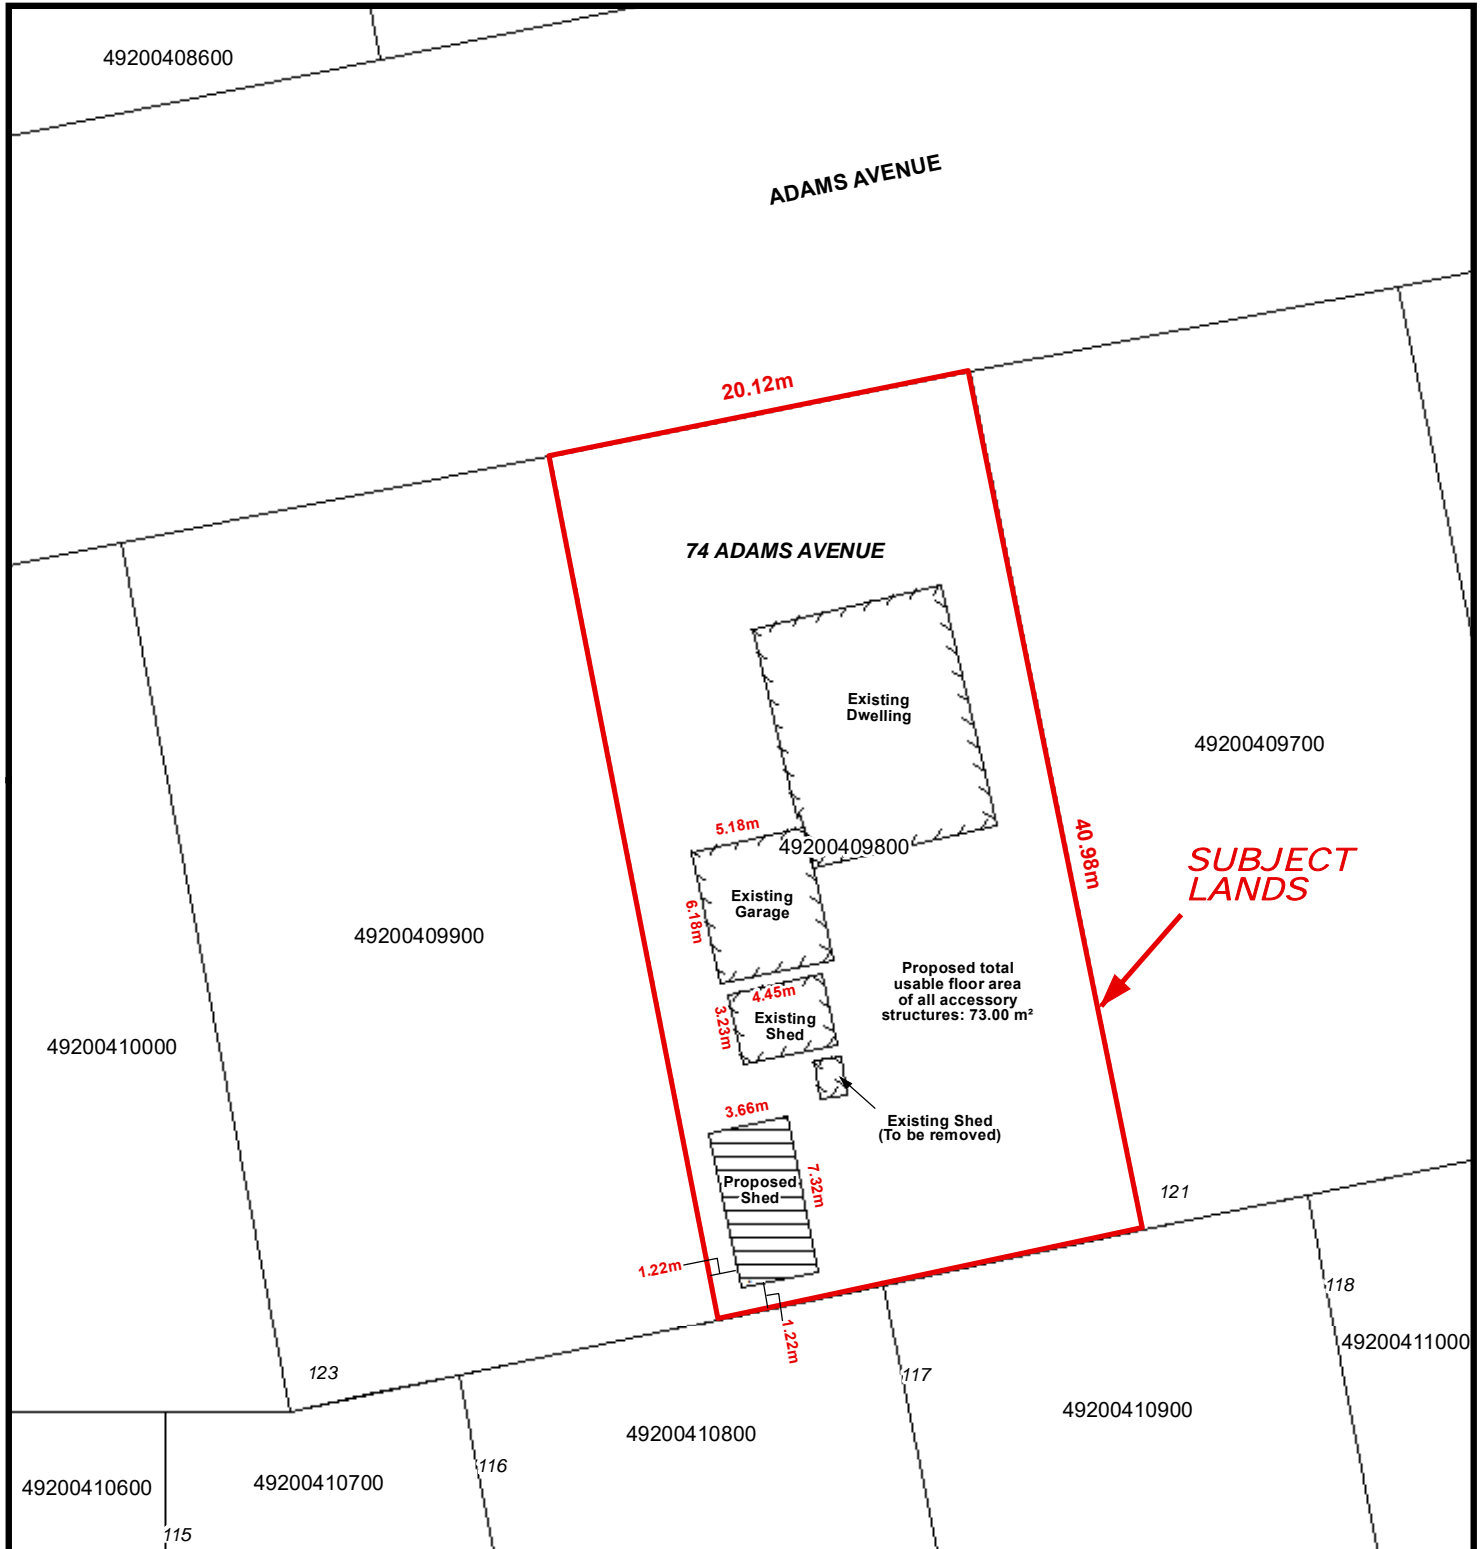 49200408600
ADAMS AVENUE
20.12m
74 ADAMS AVENUE
Existing
Dwelling
49200409700
5.18m
49200409800
40.98m
SUBJECT
LANDS
Existing
Garage
6.18m
49200409900
Proposed total
usable floor area
of all accessory
structures: 73.00 m²
4.45m
3.23m
Existing
Shed
49200410000
3.66m
Existing Shed
(To be removed)
Proposed
Shed
7.32m
121
1.22m
1.22m
118
49200411000
123
117
49200410900
49200410800
116
49200410700
49200410600
115